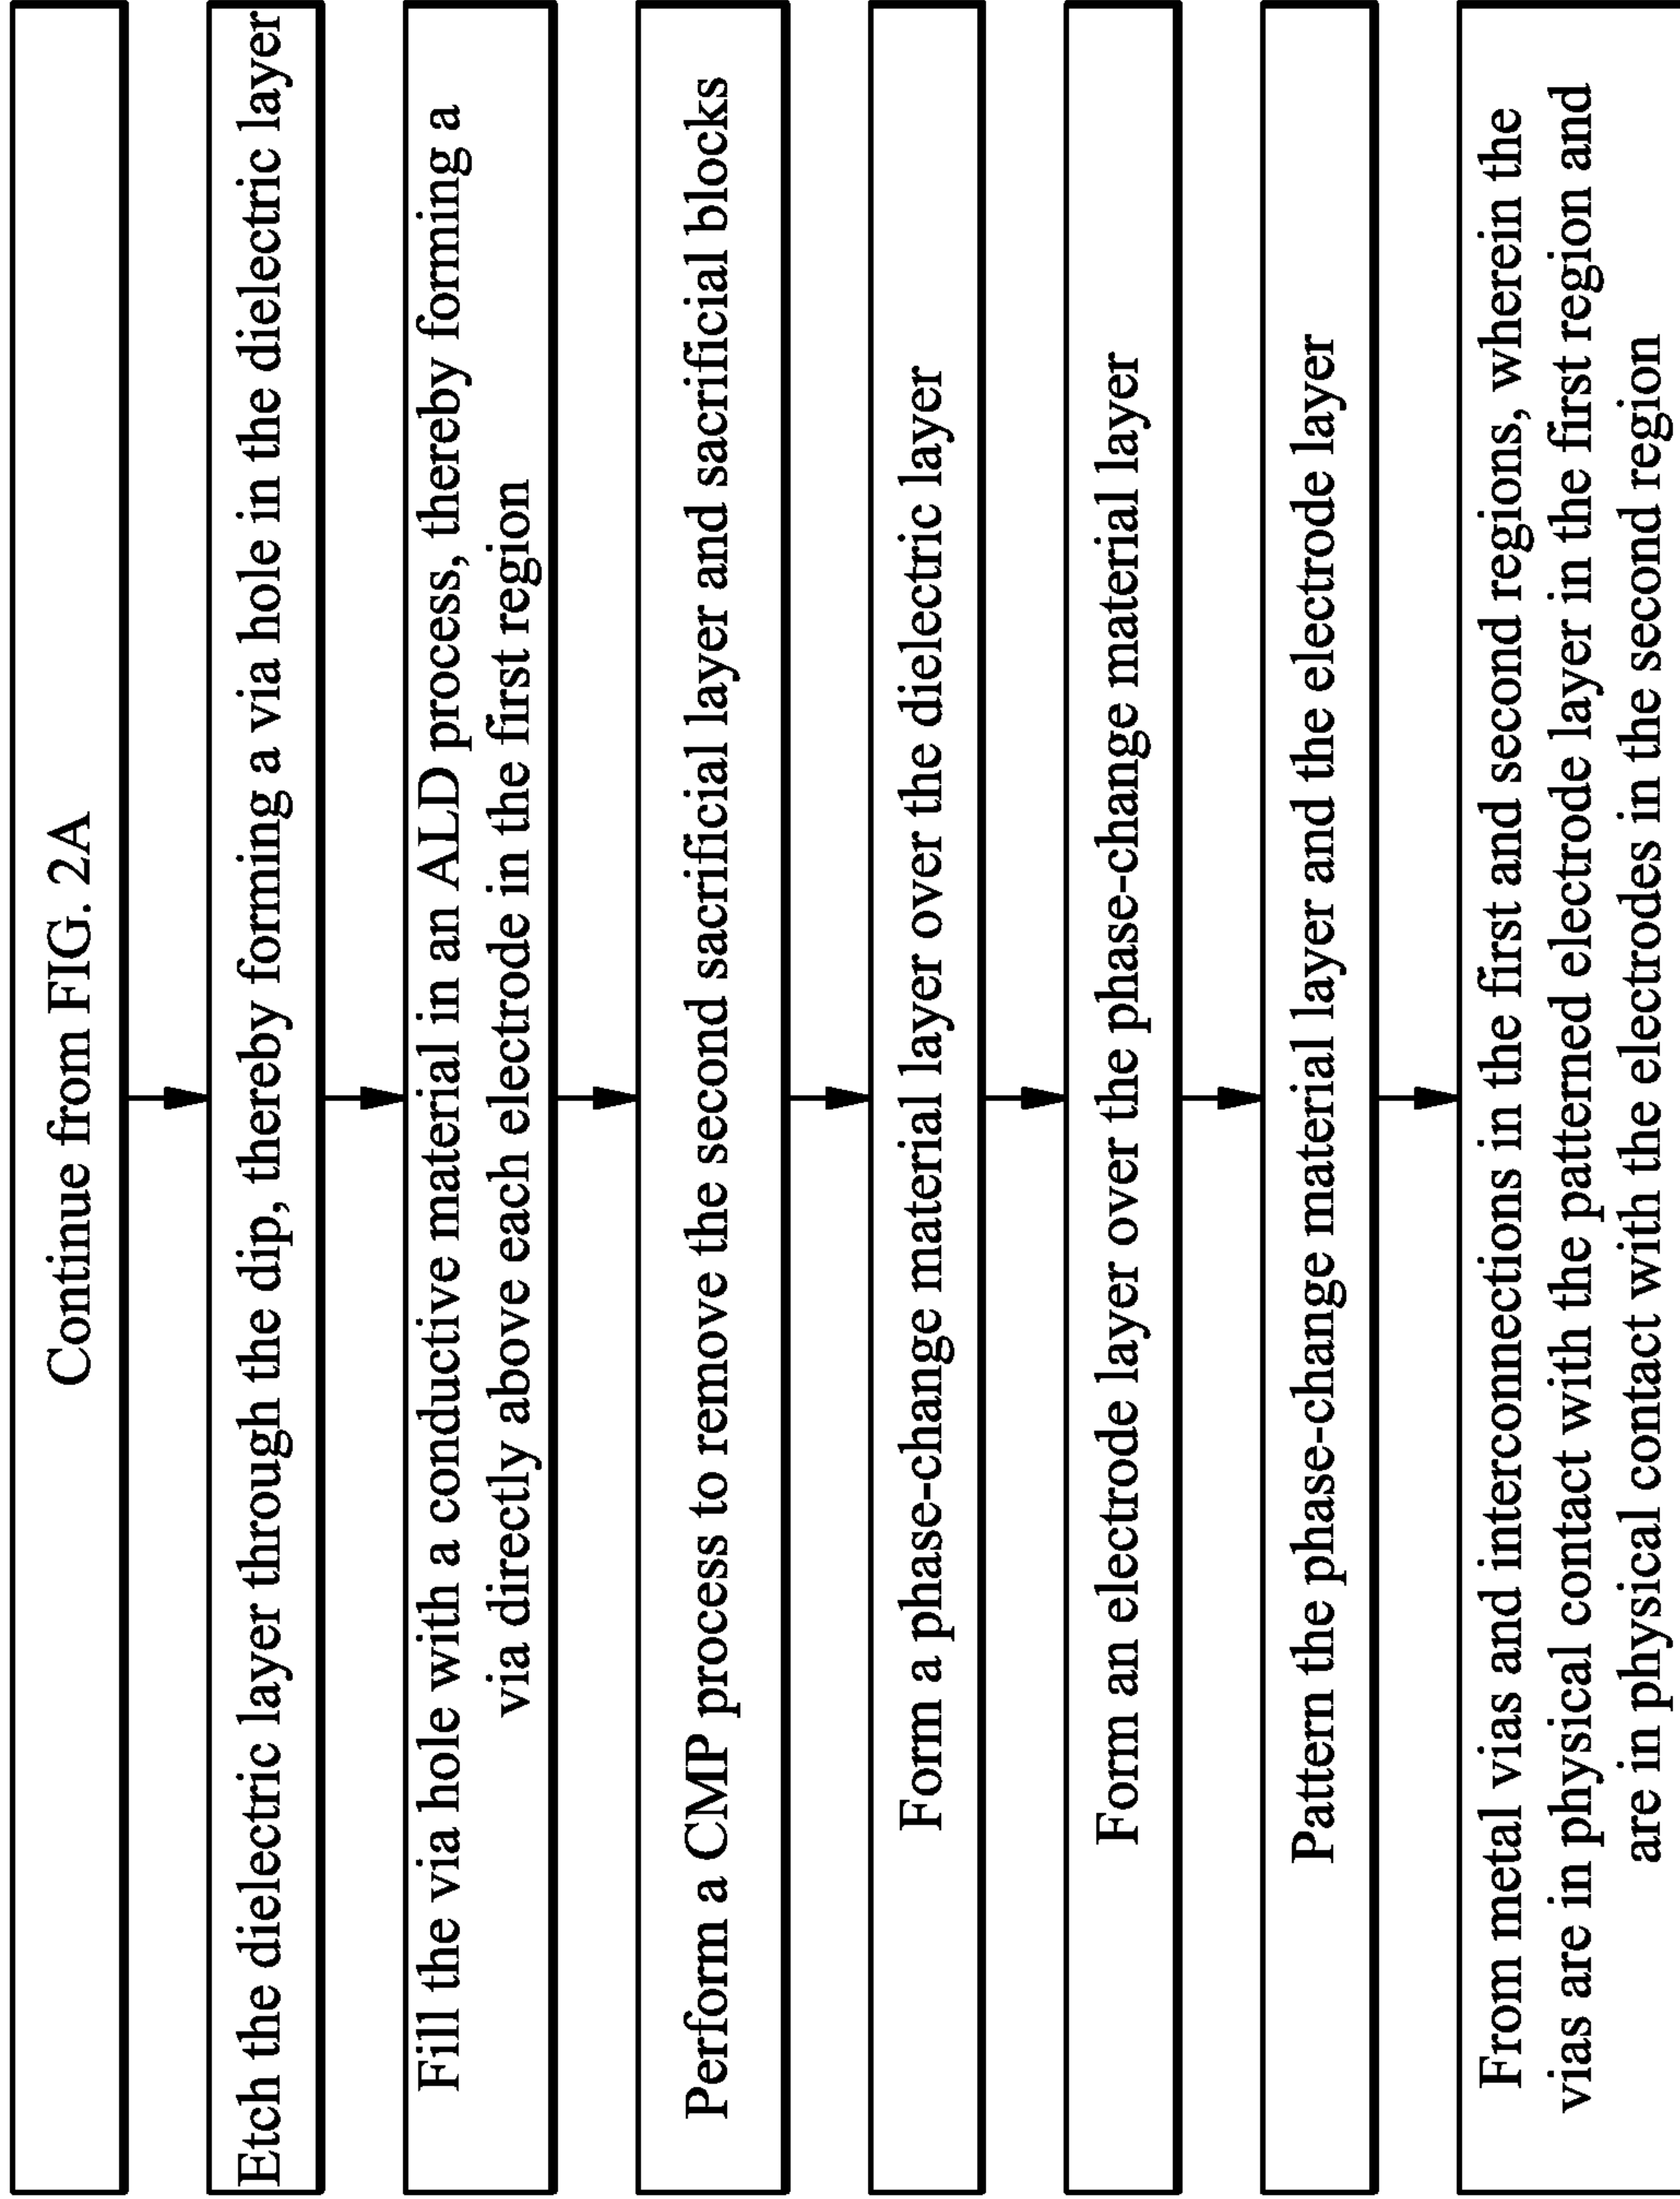 Continue from FIG. 2A
Etch the dielectric layer through the dip, thereby forming a via hole in the dielectric layer
Fill the via hole with a conductive material in an ALD process, thereby forming a
via directly above each electrode in the first region
Perform a CMP process to remove the second sacrificial layer and sacrificial blocks
Form a phase-change material layer over the dielectric layer
Form an electrode layer over the phase-change material layer
Pattern the phase-change material layer and the electrode layer
From metal vias and interconnections in the first and second regions, wherein the
vias are in physical contact with the patterned electrode layer in the first region and
are in physical contact with the electrodes in the second region